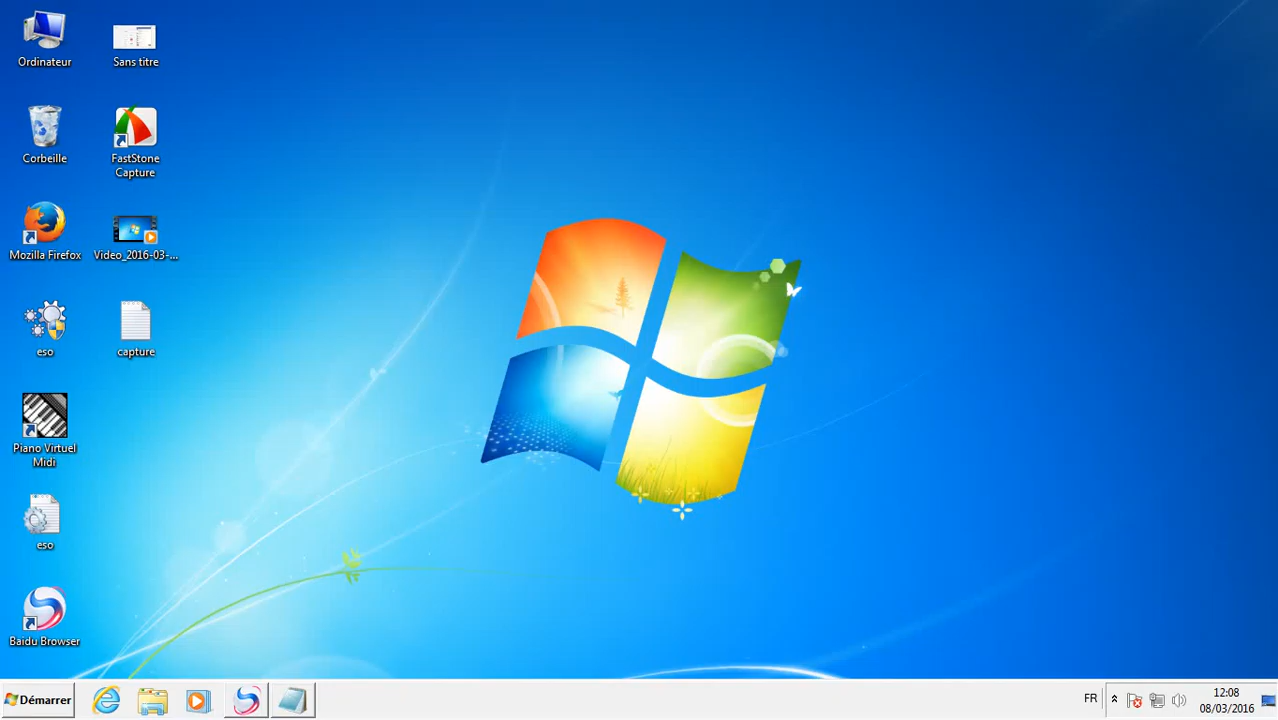 Ordinateur
Sans titre
Corbeille
FastStone
Capture
Mozilla Firefox
Video_2016-03-...
eso
capture
Piano Virtuel
Midi
eso
Baidu Browser
Démarrer
FR
12:08
08/03/2016